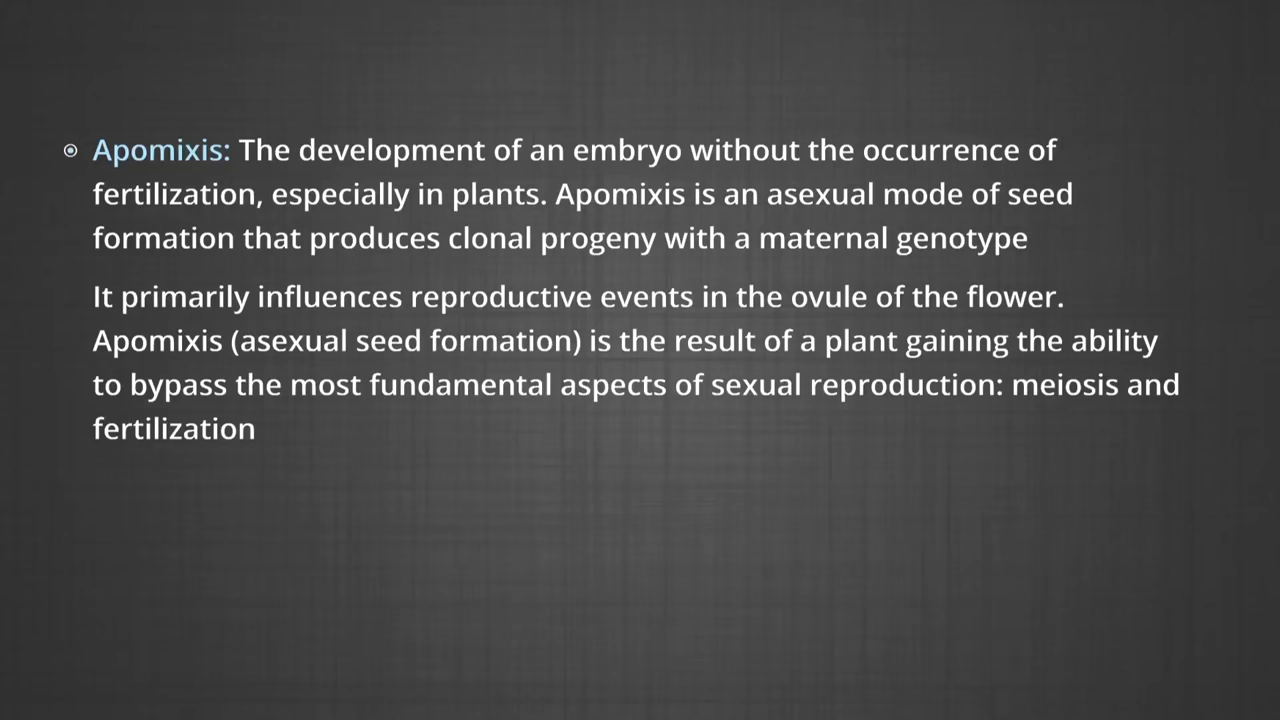 Apomixis: The development of an embryo without the occurrence of
fertilization, especially in plants. Apomixis is an asexual mode of seed
formation that produces clonal progeny with a maternal genotype
It primarily influences reproductive events in the ovule of the flower.
Apomixis (asexual seed formation) is the result of a plant gaining the ability
to bypass the most fundamental aspects of sexual reproduction: meiosis and
fertilization